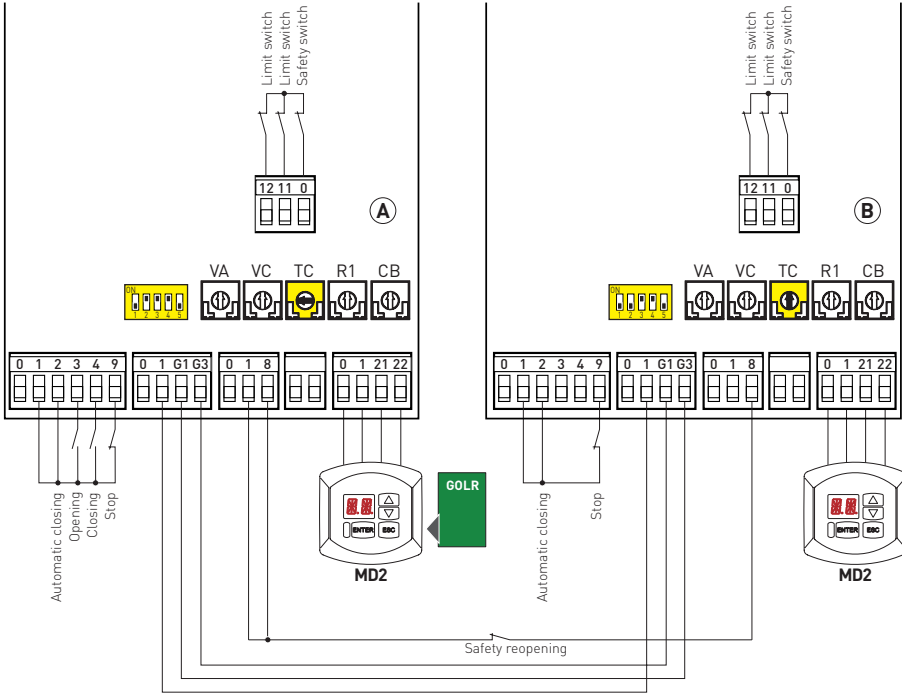 Limit switch
Limit switch
Safety switch
12 11 0
A
VA VC TC R1 CB
ON
1 2 3 4 5
0 1 2 3 4 9
0 1 G1 G3
0 1 8
0 1 21 22
Automatic closing
Opening
Closing
Stop
8.8.
ENTER
ESC
MD2
GOLR
Limit switch
Limit switch
Safety switch
12 11 0
B
VA VC TC R1 CB
ON
1 2 3 4 5
0 1 2 3 4 9
0 1 G1 G3
0 1 8
0 1 21 22
Automatic closing
Stop
8.8.
ENTER
ESC
MD2
Safety reopening